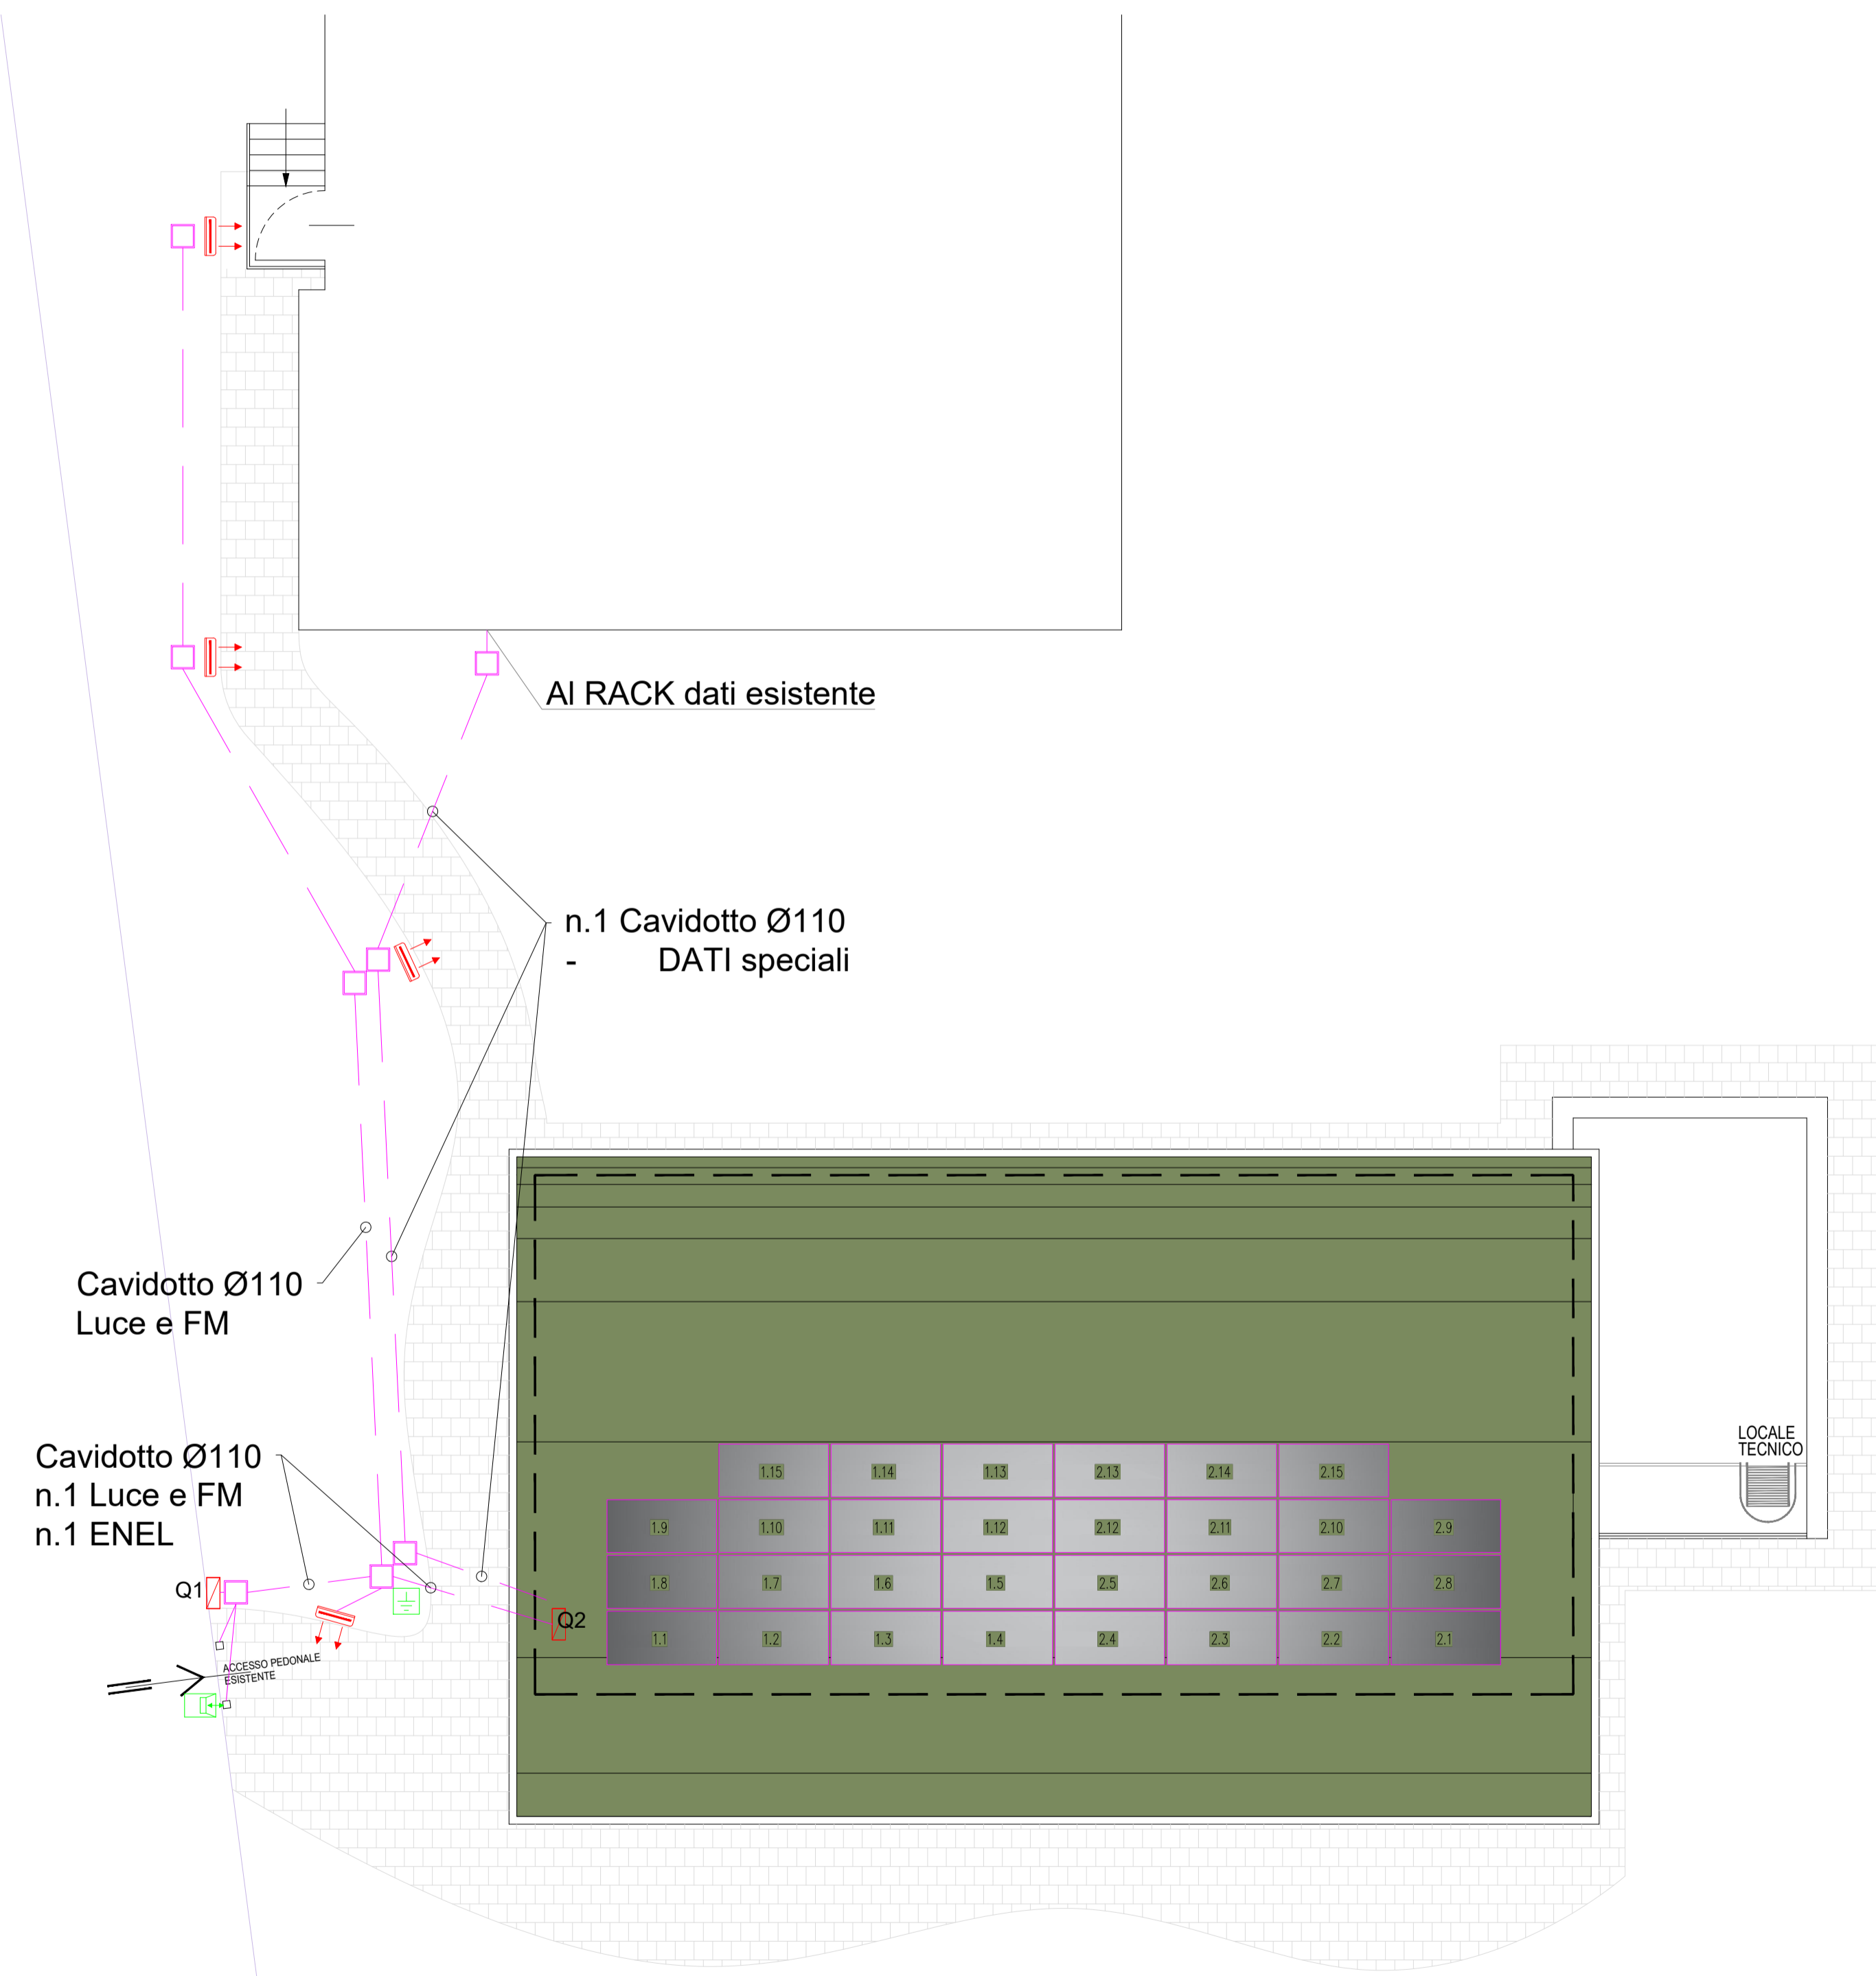 Al RACK dati esistente
n.1 Cavidotto Ø110
- DATI speciali
Cavidotto Ø110
Luce e FM
LOCALE
TECNICO
Cavidotto Ø110
n.1 Luce e FM
n.1 ENEL
1.15 1.14 1.13 2.13 2.14 2.15
1.9 1.10 1.11 1.12 2.12 2.11 2.10 2.9
1.8 1.7 1.6 1.5 2.5 2.6 2.7 2.8
1.1 1.2 1.3 1.4 2.4 2.3 2.2 2.1
Q1
Q2
ACCESSO PEDONALE
ESISTENTE